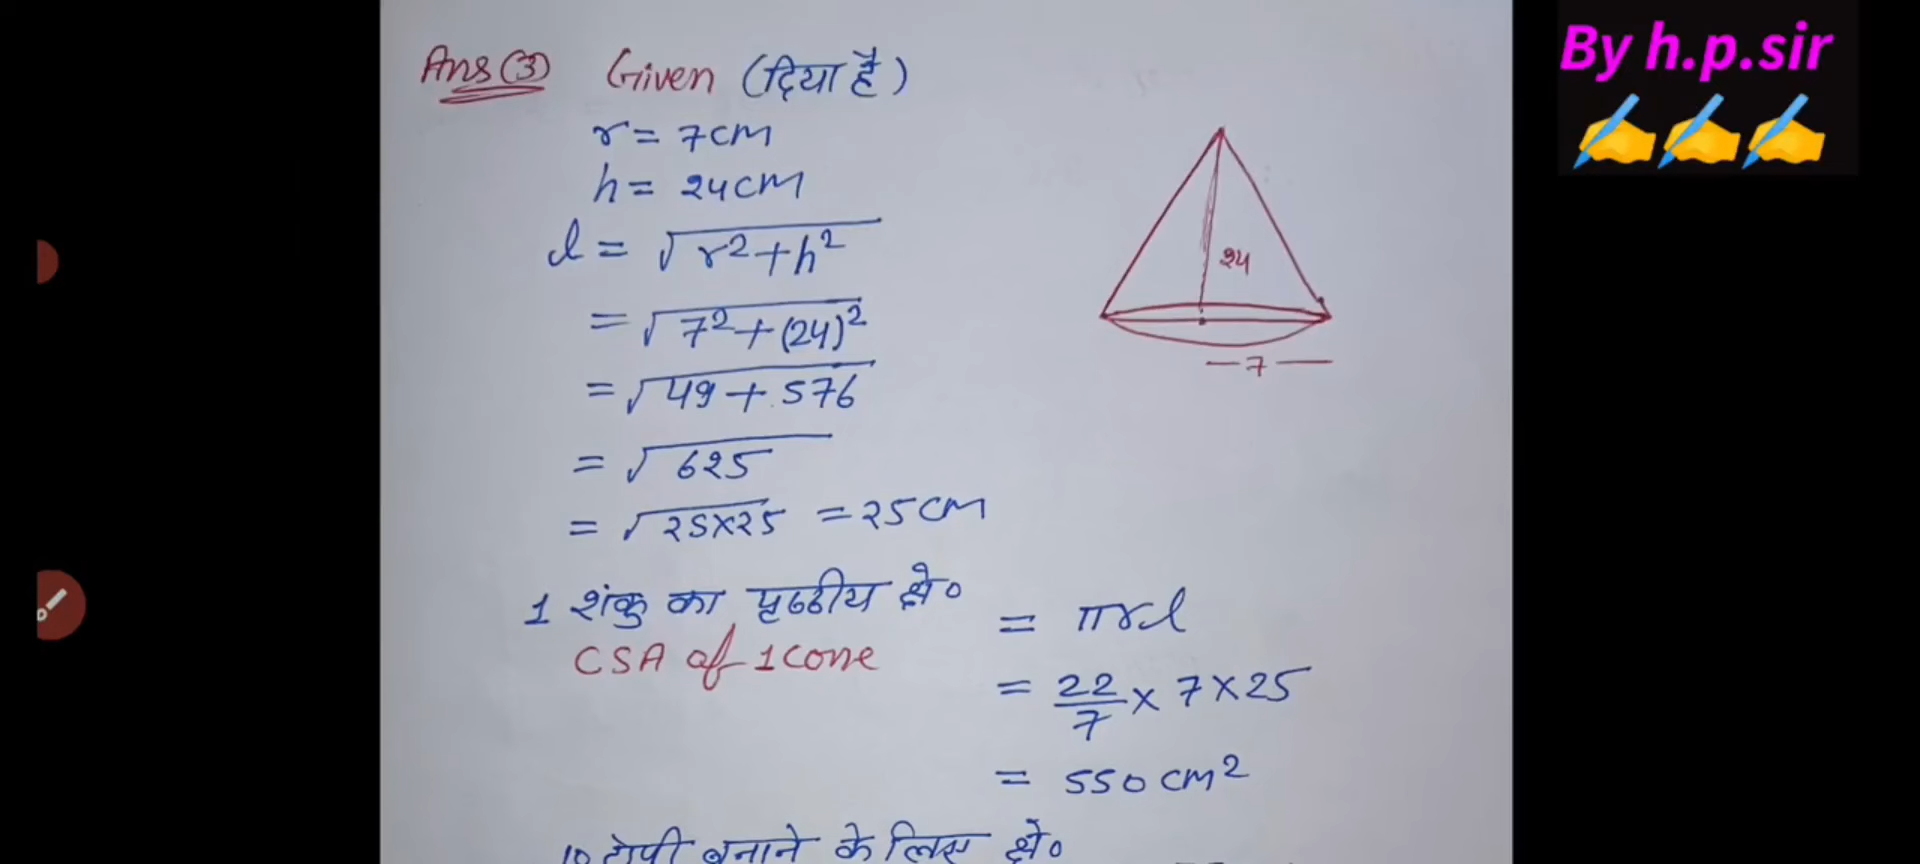 Ans (3) Given (दिया है)
r = 7cm
h = 24cm
l = √r²+h²
= √7²+(24)²
= √49 + 576
= √625
= √25×25 = 25cm
1 शंकु का पृष्ठीय क्षे०
CSA of 1 cone
= πrl
= 22/7 × 7 × 25
= 550 cm²
10 टोपी बनाने के लिए क्षे०
24
7
By h.p.sir